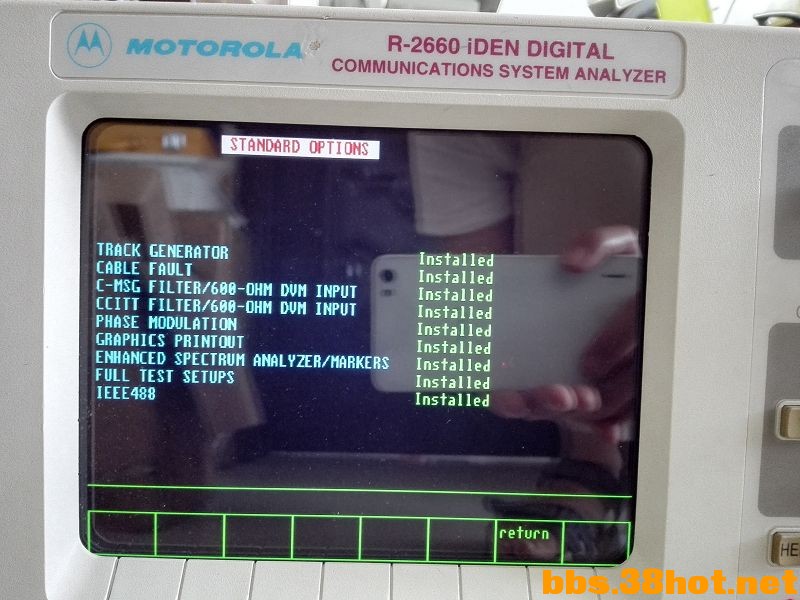 MOTOROLA
R-2660 iDEN DIGITAL
COMMUNICATIONS SYSTEM ANALYZER
STANDARD OPTIONS
TRACK GENERATOR Installed
CABLE FAULT Installed
C-MSG FILTER/600-OHM DVM INPUT Installed
CCITT FILTER/600-OHM DVM INPUT Installed
PHASE MODULATION Installed
GRAPHICS PRINTOUT Installed
ENHANCED SPECTRUM ANALYZER/MARKERS Installed
FULL TEST SETUPS Installed
IEEE488 Installed
return
bbs.38hot.net